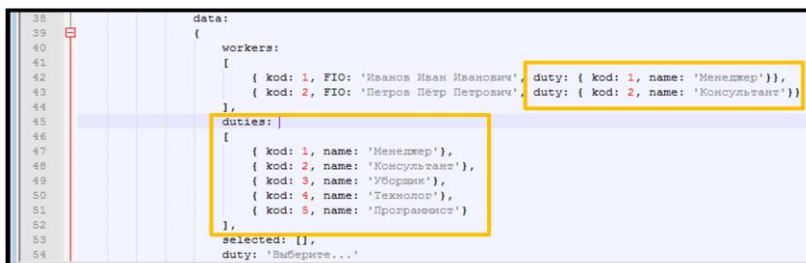 38 data:
39 {
40 workers:
41 [
42 { kod: 1, FIO: 'Иванов Иван Иванович', duty: { kod: 1, name: 'Менеджер'}},
43 { kod: 2, FIO: 'Петров Пётр Петрович', duty: { kod: 2, name: 'Консультант'}}
44 ],
45 duties:
46 [
47 { kod: 1, name: 'Менеджер'},
48 { kod: 2, name: 'Консультант'},
49 { kod: 3, name: 'Уборщик'},
50 { kod: 4, name: 'Технолог'},
51 { kod: 5, name: 'Программист'}
52 ],
53 selected: [],
54 duty: 'Выберите...'